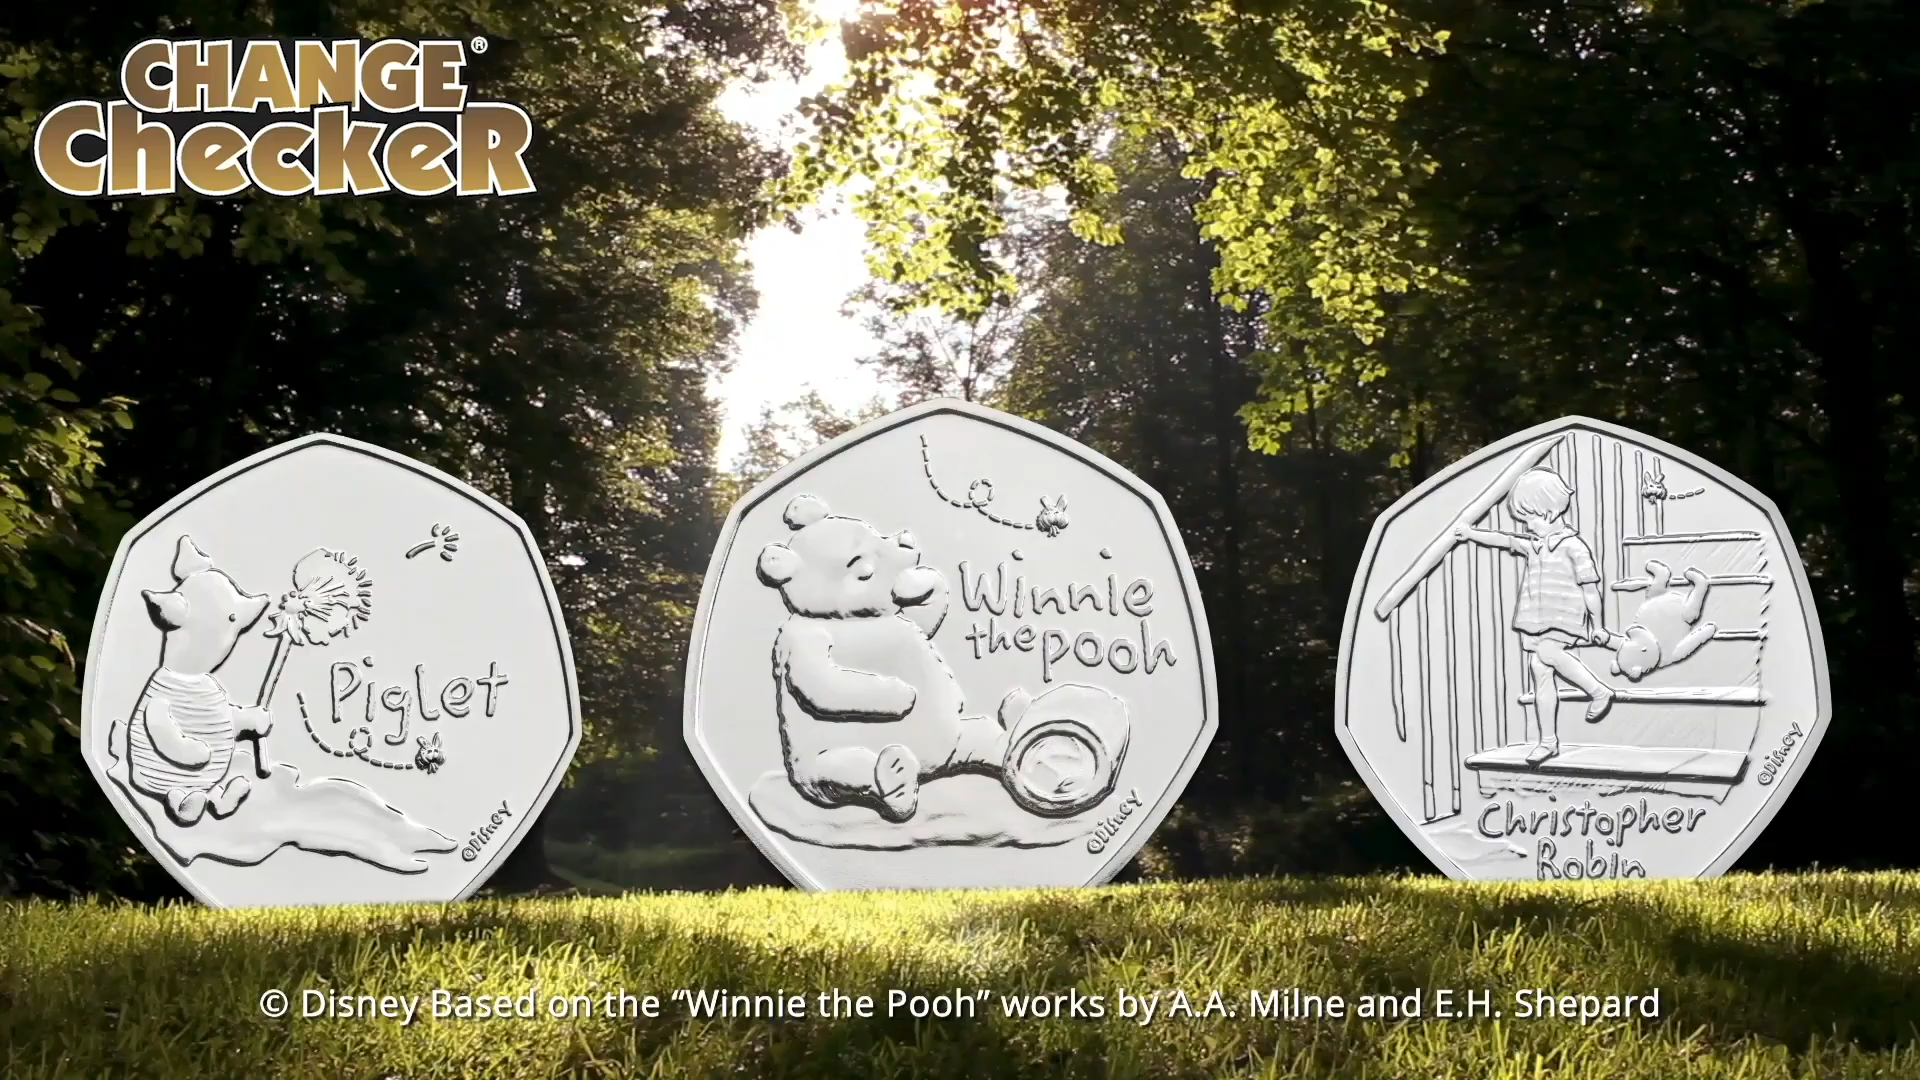 CHANGE®
CheckeR
Piglet
©Disney
Winnie
the pooh
©Disney
Christopher
Robin
©Disney
© Disney Based on the “Winnie the Pooh” works by A.A. Milne and E.H. Shepard